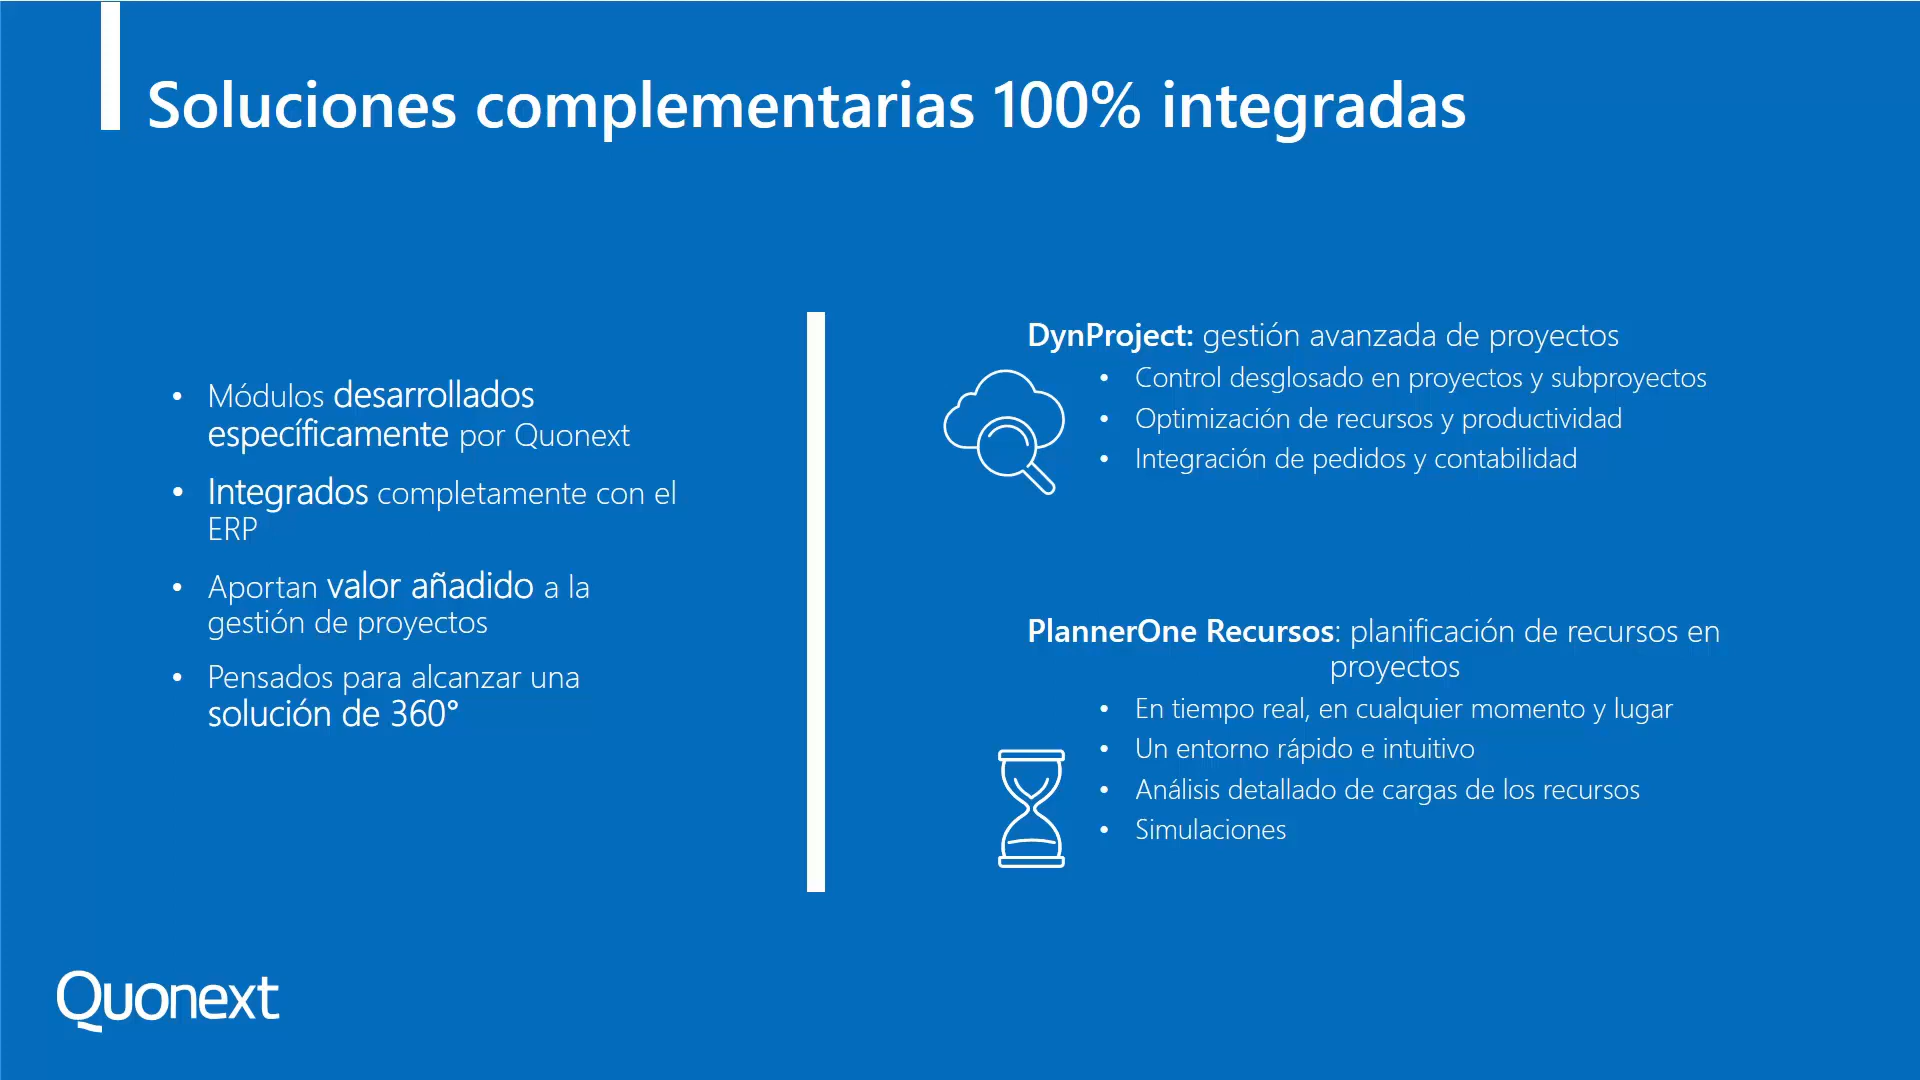 Soluciones complementarias 100% integradas
• Módulos desarrollados
específicamente por Quonext
• Integrados completamente con el
ERP
• Aportan valor añadido a la
gestión de proyectos
• Pensados para alcanzar una
solución de 360°
DynProject: gestión avanzada de proyectos
• Control desglosado en proyectos y subproyectos
• Optimización de recursos y productividad
• Integración de pedidos y contabilidad
PlannerOne Recursos: planificación de recursos en
proyectos
• En tiempo real, en cualquier momento y lugar
• Un entorno rápido e intuitivo
• Análisis detallado de cargas de los recursos
• Simulaciones
Quonext